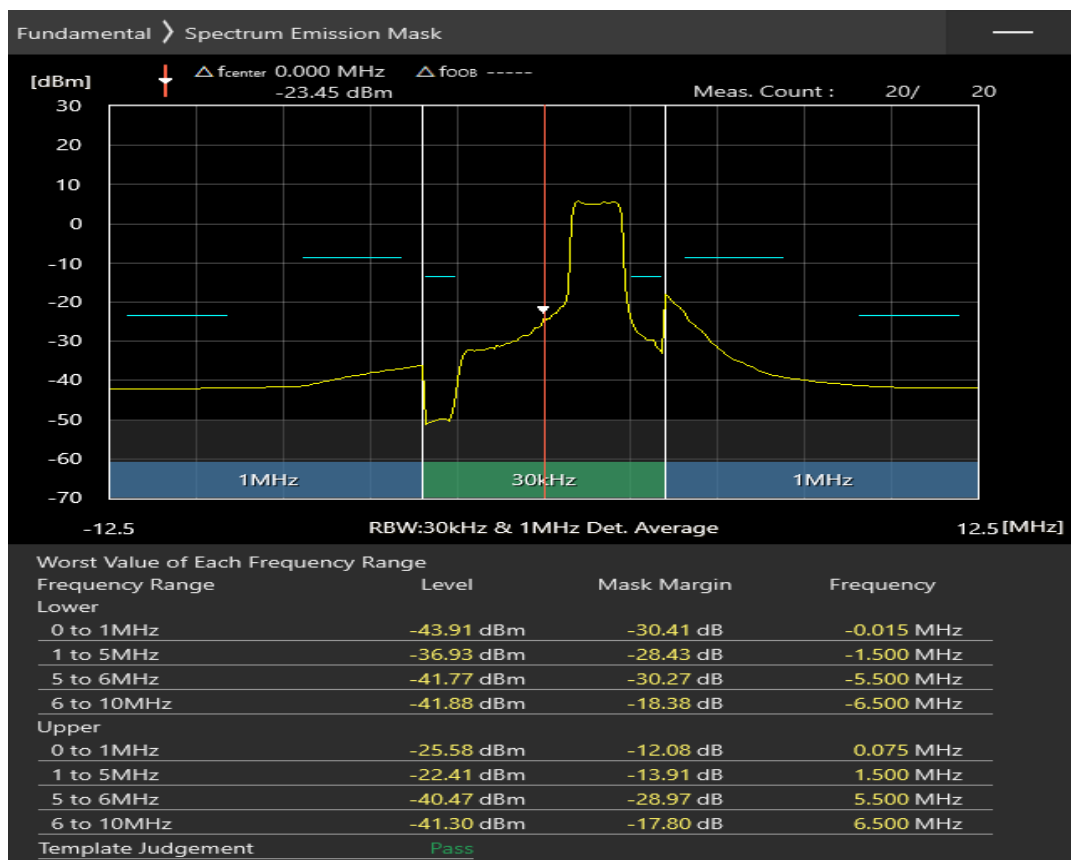 Fundamental ❯ Spectrum Emission Mask
△ fcenter 0.000 MHz △ fOOB -----
[dBm] -23.45 dBm Meas. Count : 20/ 20
30
20
10
0
-10
-20
-30
-40
-50
-60
-70
1MHz 30kHz 1MHz
-12.5 RBW:30kHz & 1MHz Det. Average 12.5 [MHz]
Worst Value of Each Frequency Range
Frequency Range Level Mask Margin Frequency
Lower
0 to 1MHz -43.91 dBm -30.41 dB -0.015 MHz
1 to 5MHz -36.93 dBm -28.43 dB -1.500 MHz
5 to 6MHz -41.77 dBm -30.27 dB -5.500 MHz
6 to 10MHz -41.88 dBm -18.38 dB -6.500 MHz
Upper
0 to 1MHz -25.58 dBm -12.08 dB 0.075 MHz
1 to 5MHz -22.41 dBm -13.91 dB 1.500 MHz
5 to 6MHz -40.47 dBm -28.97 dB 5.500 MHz
6 to 10MHz -41.30 dBm -17.80 dB 6.500 MHz
Template Judgement Pass